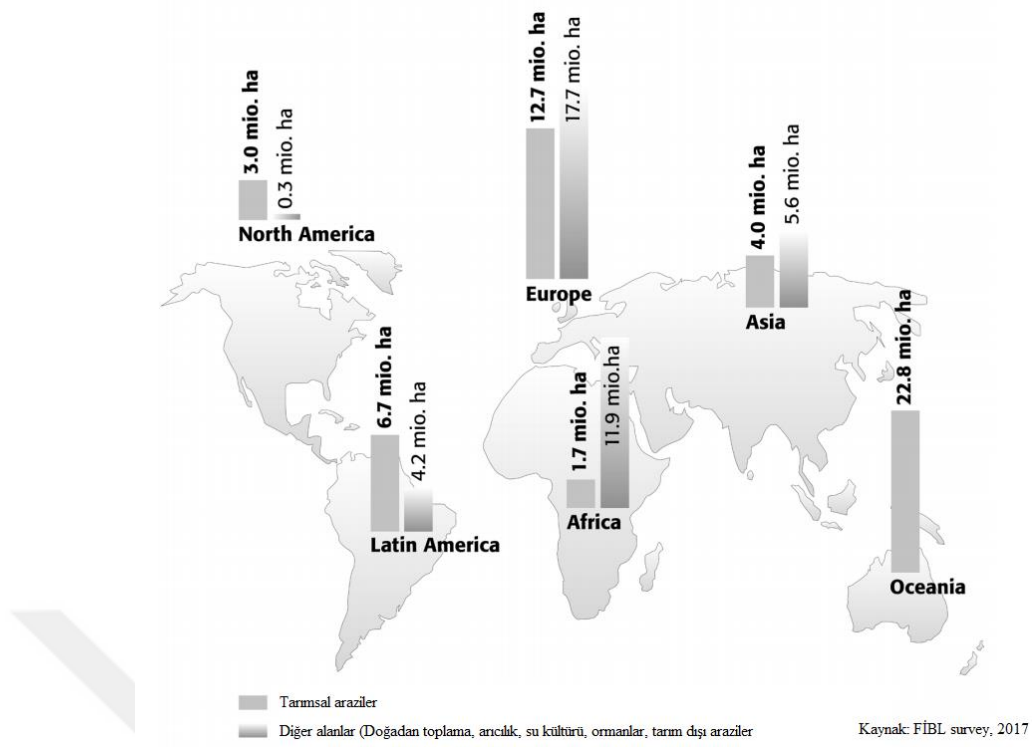 3.0 mio. ha
0.3 mio. ha
North America
12.7 mio. ha
17.7 mio. ha
Europe
4.0 mio. ha
5.6 mio. ha
Asia
6.7 mio. ha
4.2 mio. ha
Latin America
1.7 mio. ha
11.9 mio.ha
Africa
22.8 mio. ha
Oceania
Tarımsal araziler
Diğer alanlar (Doğadan toplama, arıcılık, su kültürü, ormanlar, tarım dışı araziler
Kaynak: FİBL survey, 2017